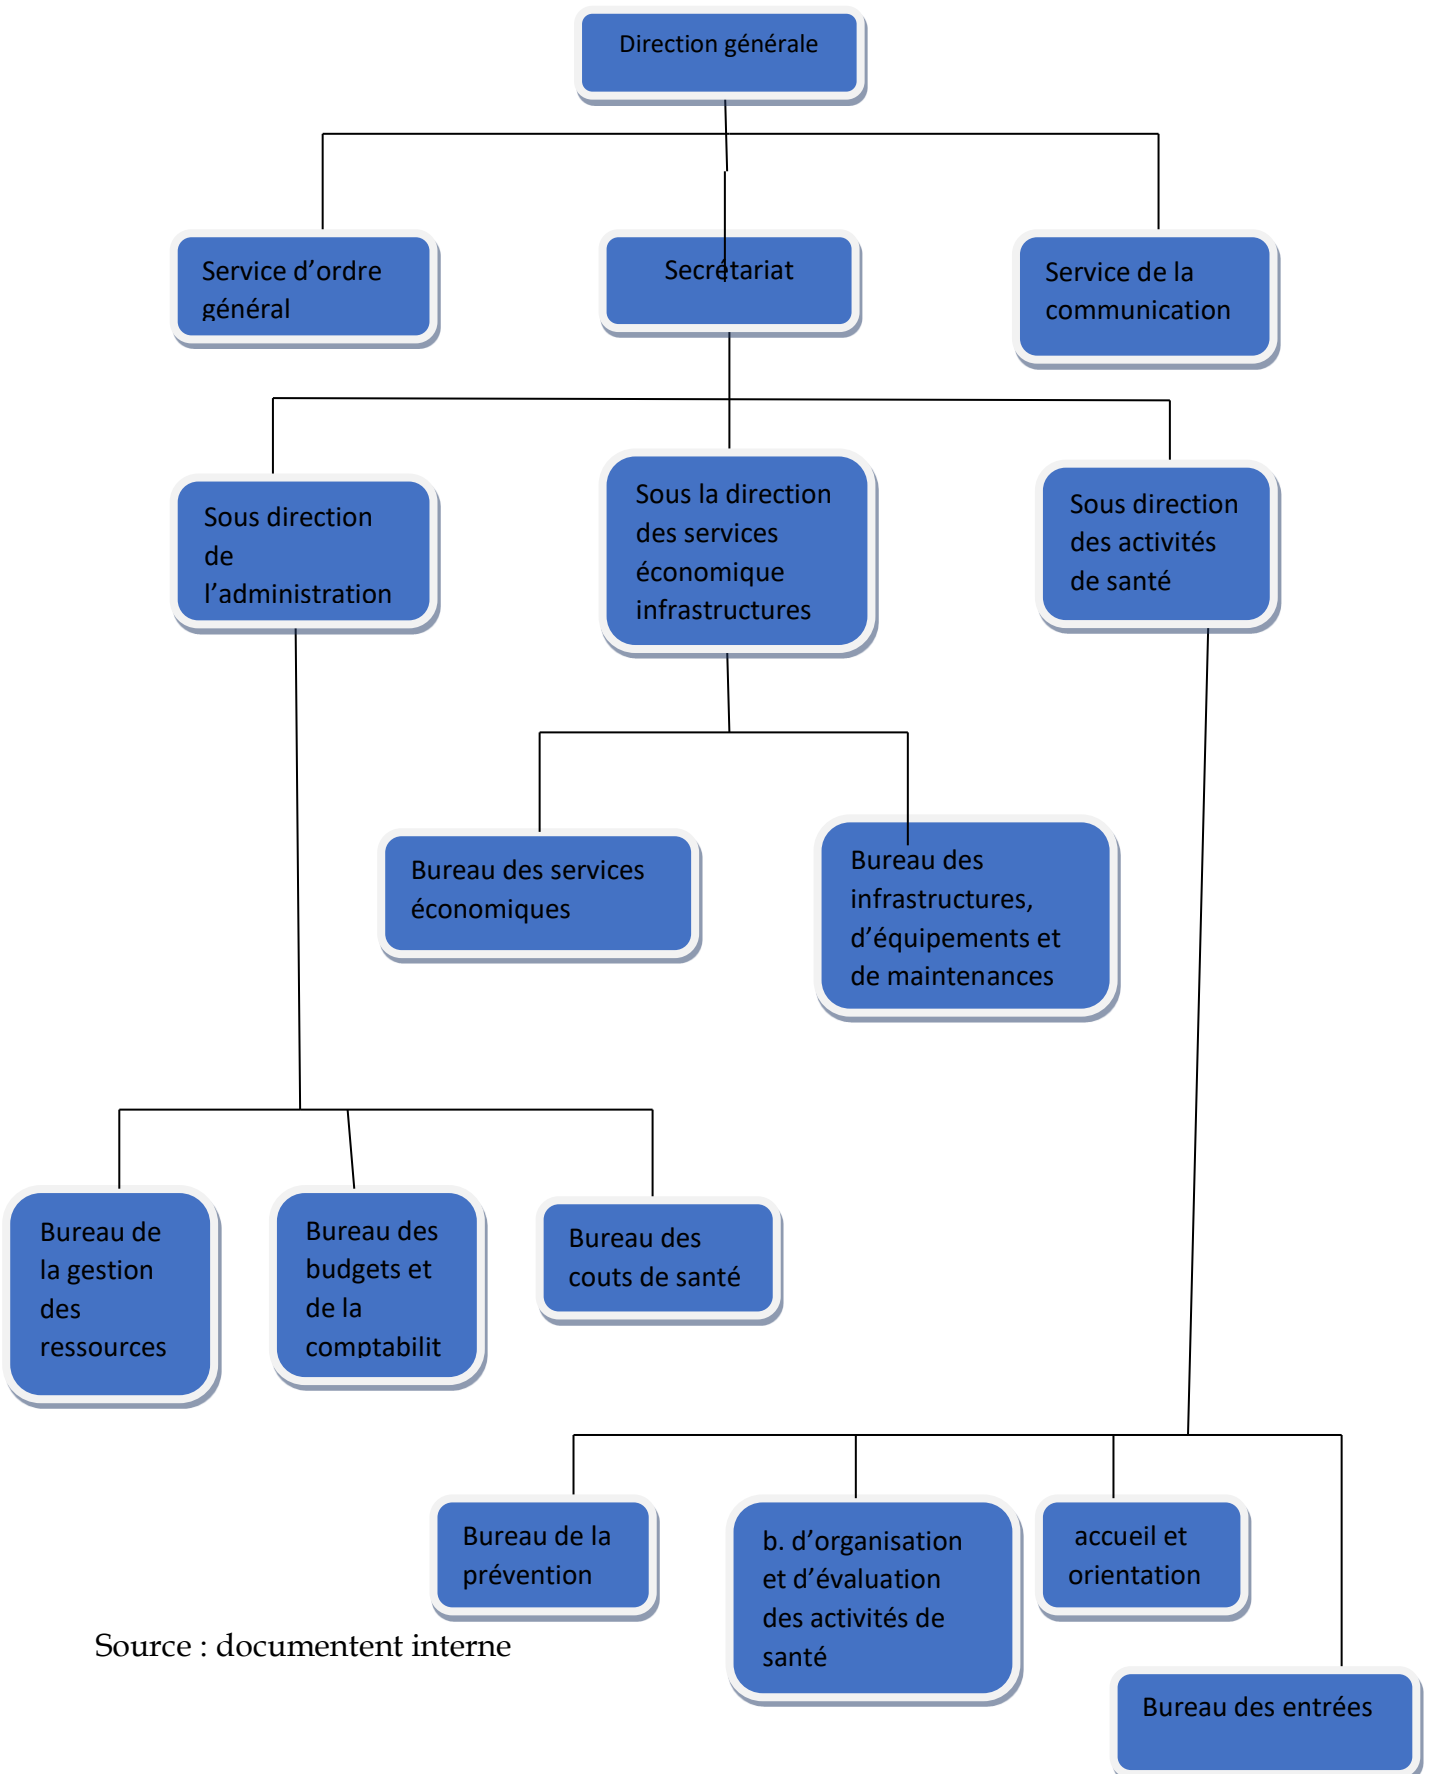 Direction générale
Service d’ordre
général
Secrétariat
Service de la
communication
Sous direction
de
l’administration
Sous la direction
des services
économique
infrastructures
Sous direction
des activités
de santé
Bureau des services
économiques
Bureau des
infrastructures,
d’équipements et
de maintenances
Bureau de
la gestion
des
ressources
Bureau des
budgets et
de la
comptabilit
Bureau des
couts de santé
Bureau de la
prévention
b. d’organisation
et d’évaluation
des activités de
santé
accueil et
orientation
Bureau des entrées
Source : documentent interne